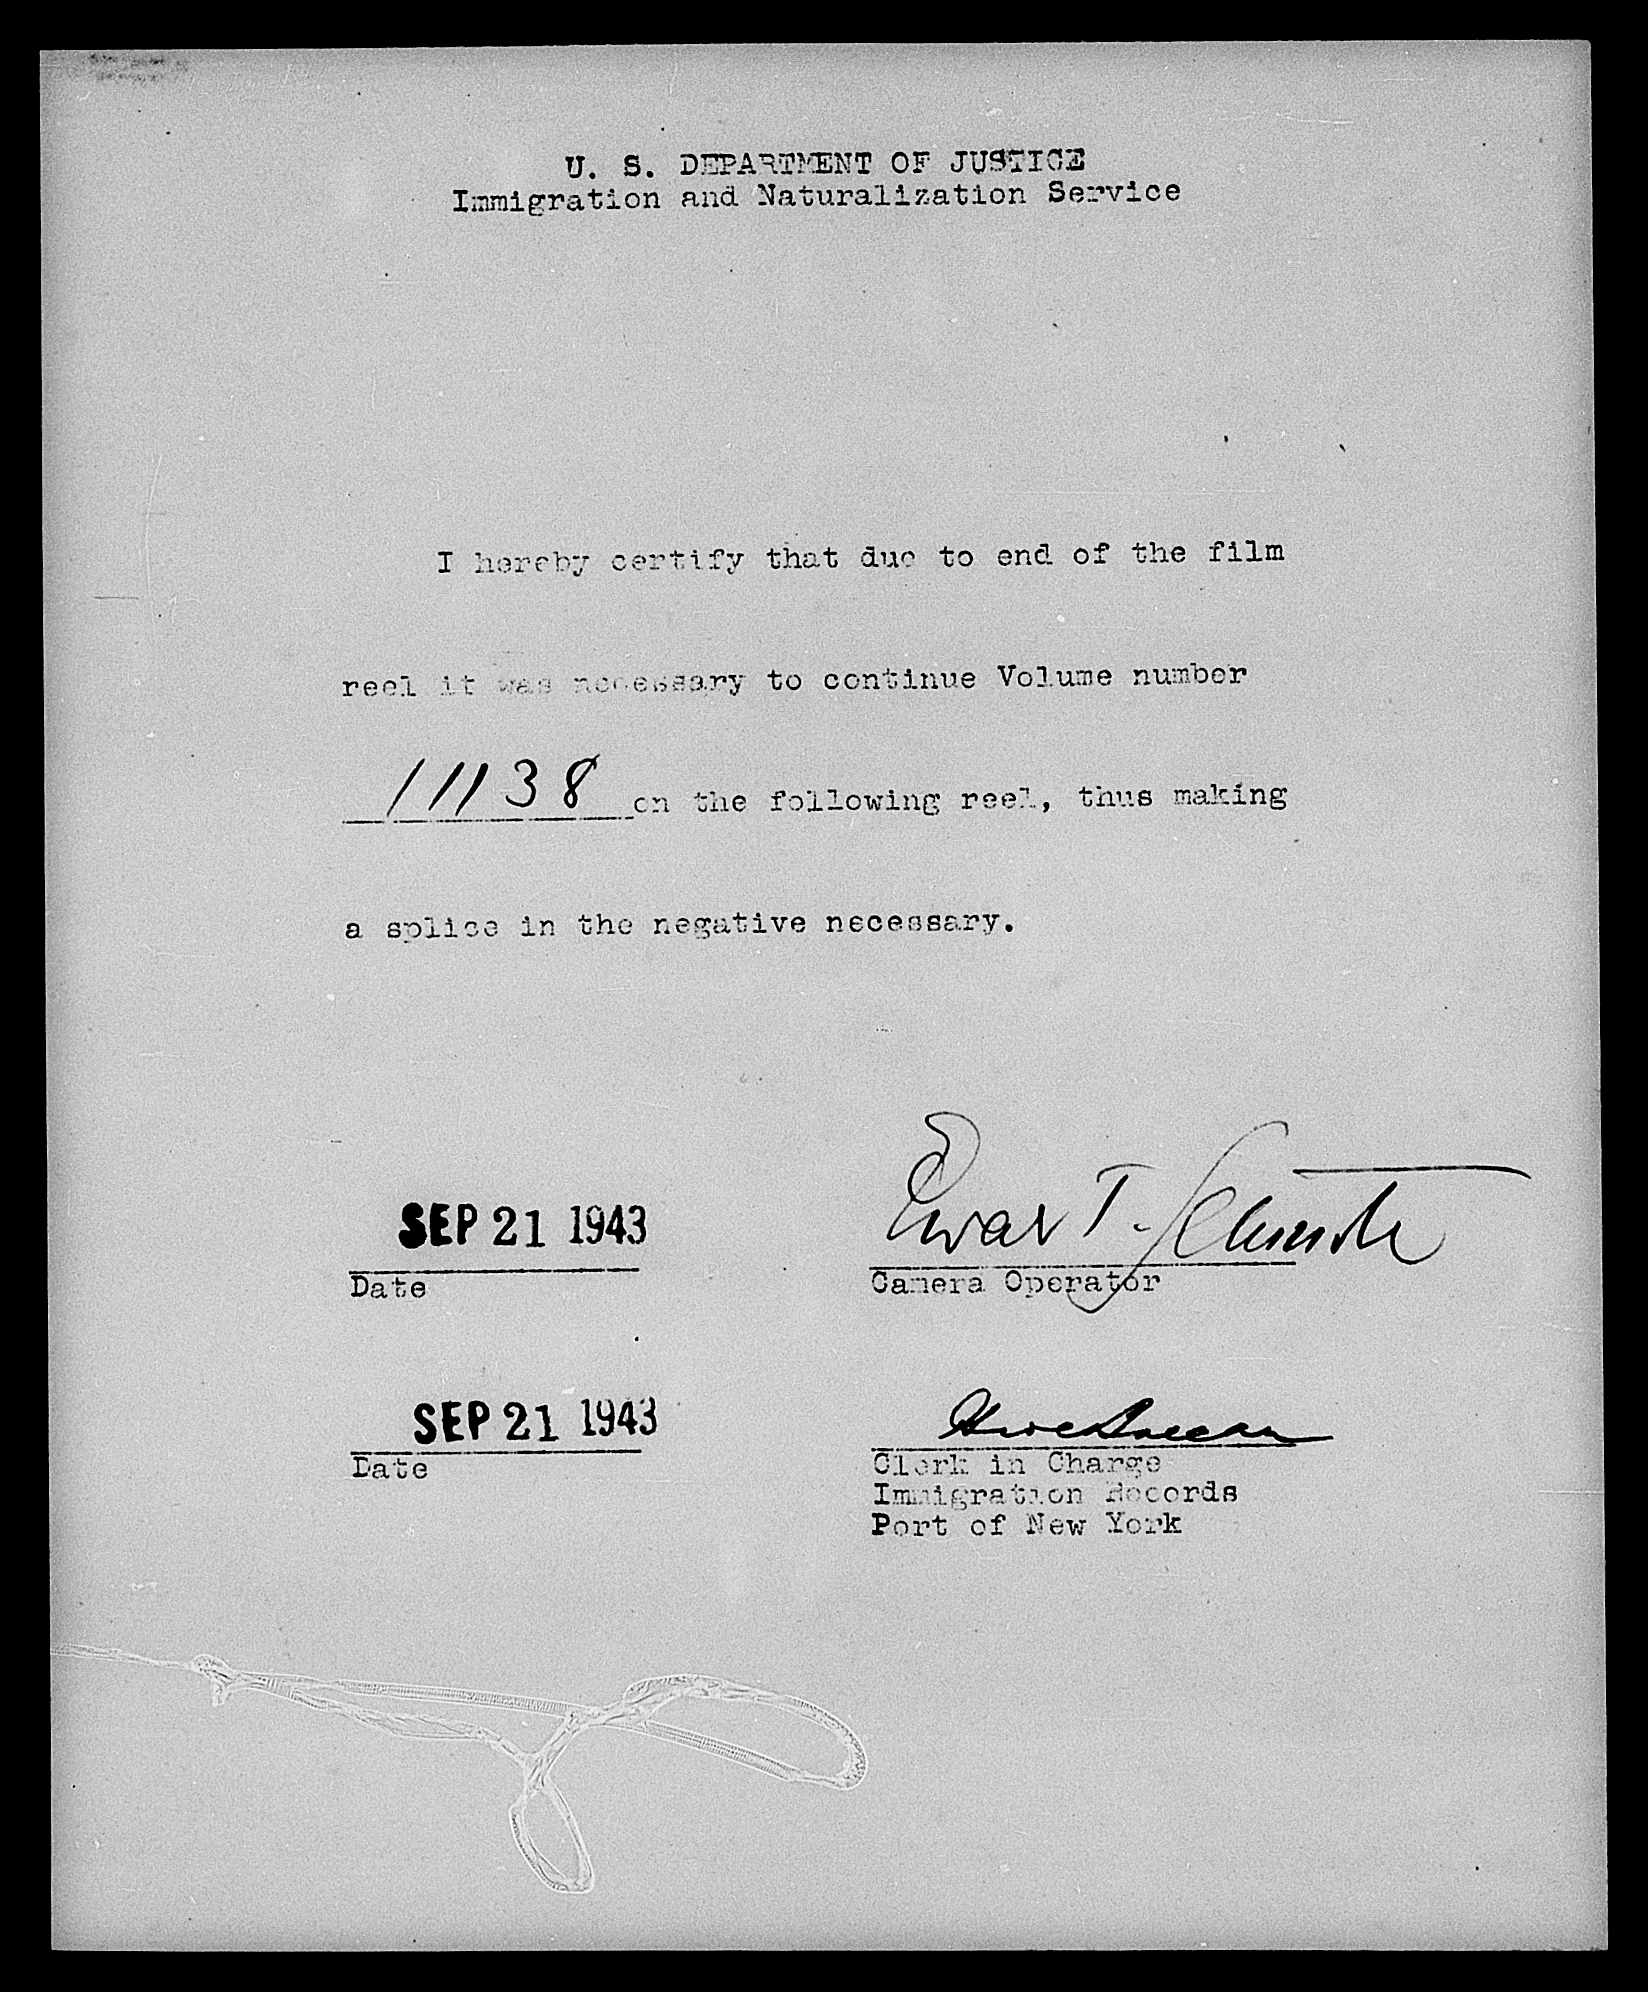 U. S. DEPARTMENT OF JUSTICE
Immigration and Naturalization Service
I hereby certify that due to end of the film
reel it was necessary to continue Volume number
11138 on the following reel, thus making
a splice in the negative necessary.
SEP 21 1943
Date
T.
Camera Operator
SEP 21 1943
Date
Clerk in Charge
Immigration Records
Port of New York